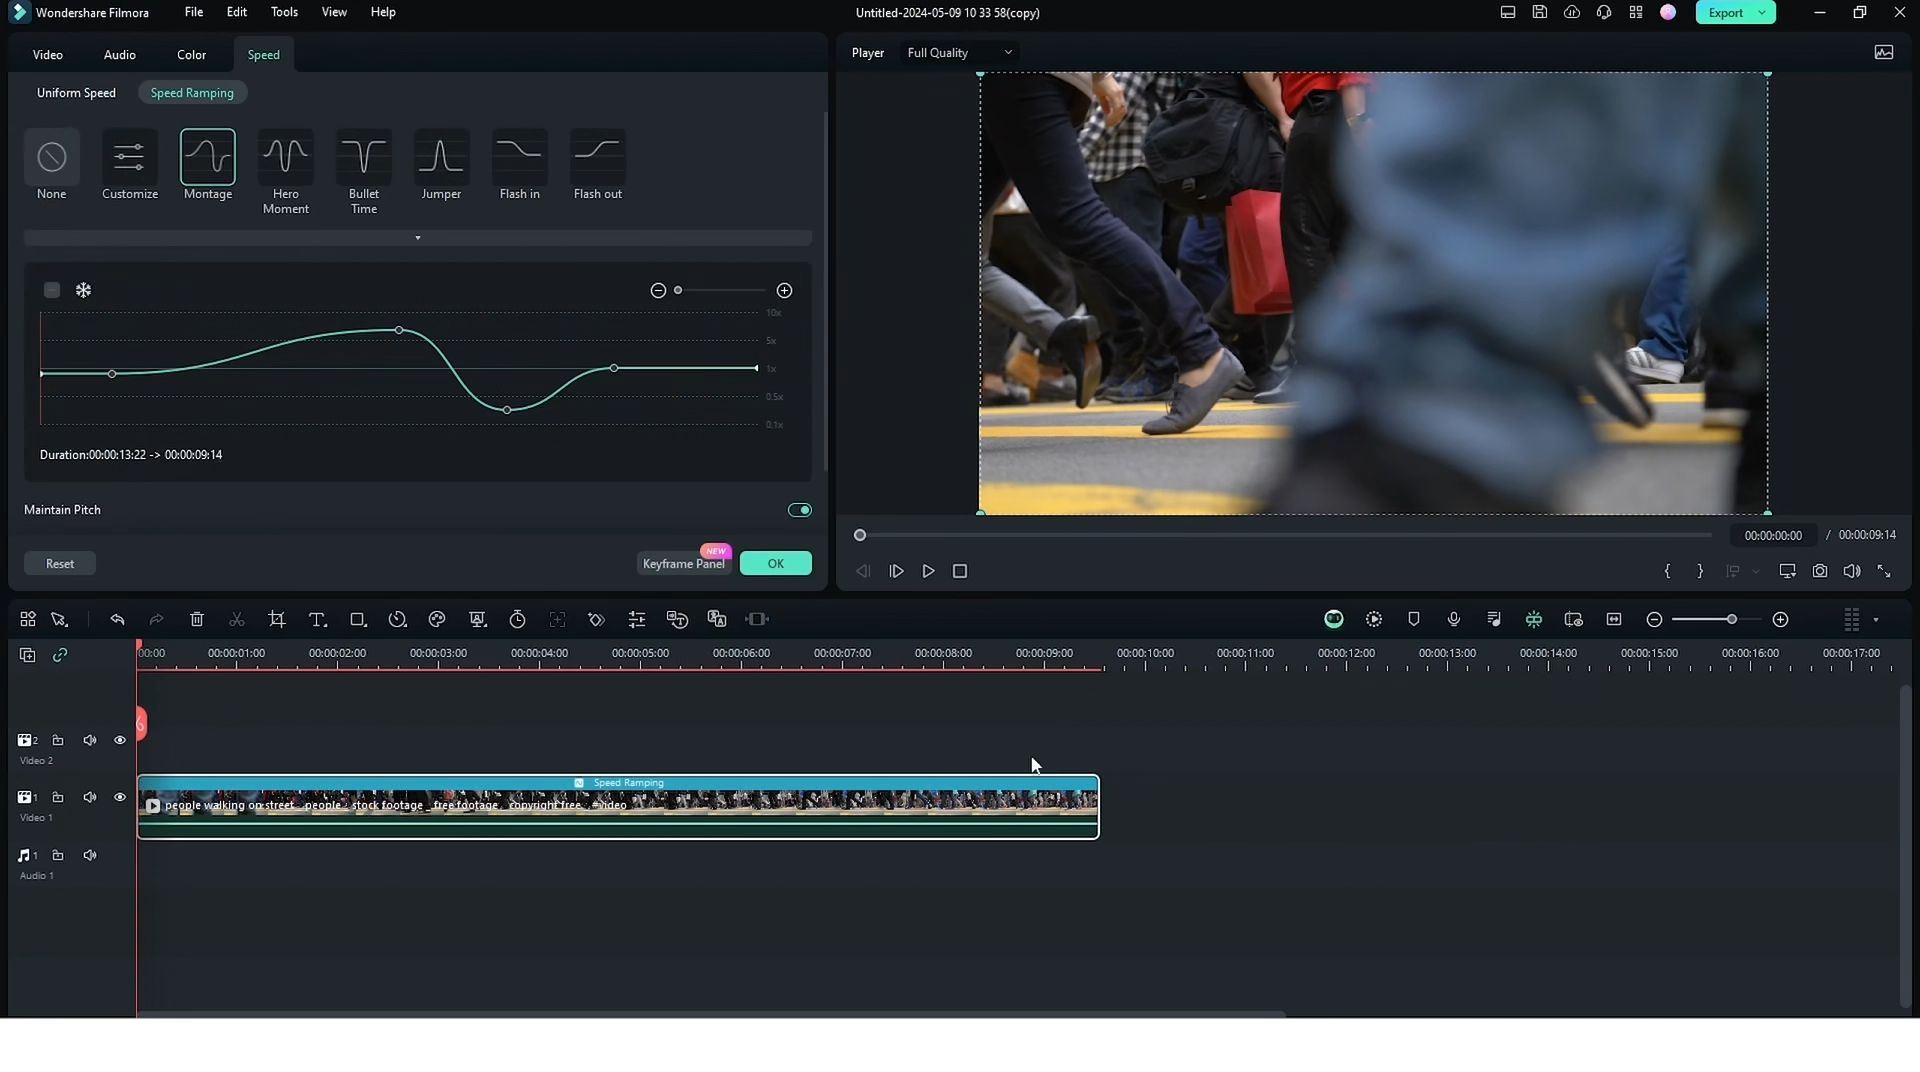 Wondershare Filmora File Edit Tools View Help Untitled-2024-05-09 10 33 58(copy) Export
Video Audio Color Speed
Player Full Quality
Uniform Speed Speed Ramping
None Customize Montage Hero Moment Bullet Time Jumper Flash in Flash out
10x
5x
1x
0.5x
0.1x
Duration:00:00:13:22 -> 00:00:09:14
Maintain Pitch
00:00:00:00 / 00:00:09:14
NEW
Reset Keyframe Panel OK
00:00 00:00:01:00 00:00:02:00 00:00:03:00 00:00:04:00 00:00:05:00 00:00:06:00 00:00:07:00 00:00:08:00 00:00:09:00 00:00:10:00 00:00:11:00 00:00:12:00 00:00:13:00 00:00:14:00 00:00:15:00 00:00:16:00 00:00:17:00
2
Video 2
Speed Ramping
1 people walking on street _ people _ stock footage _ free footage _ copyright free _ #video
Video 1
1
Audio 1